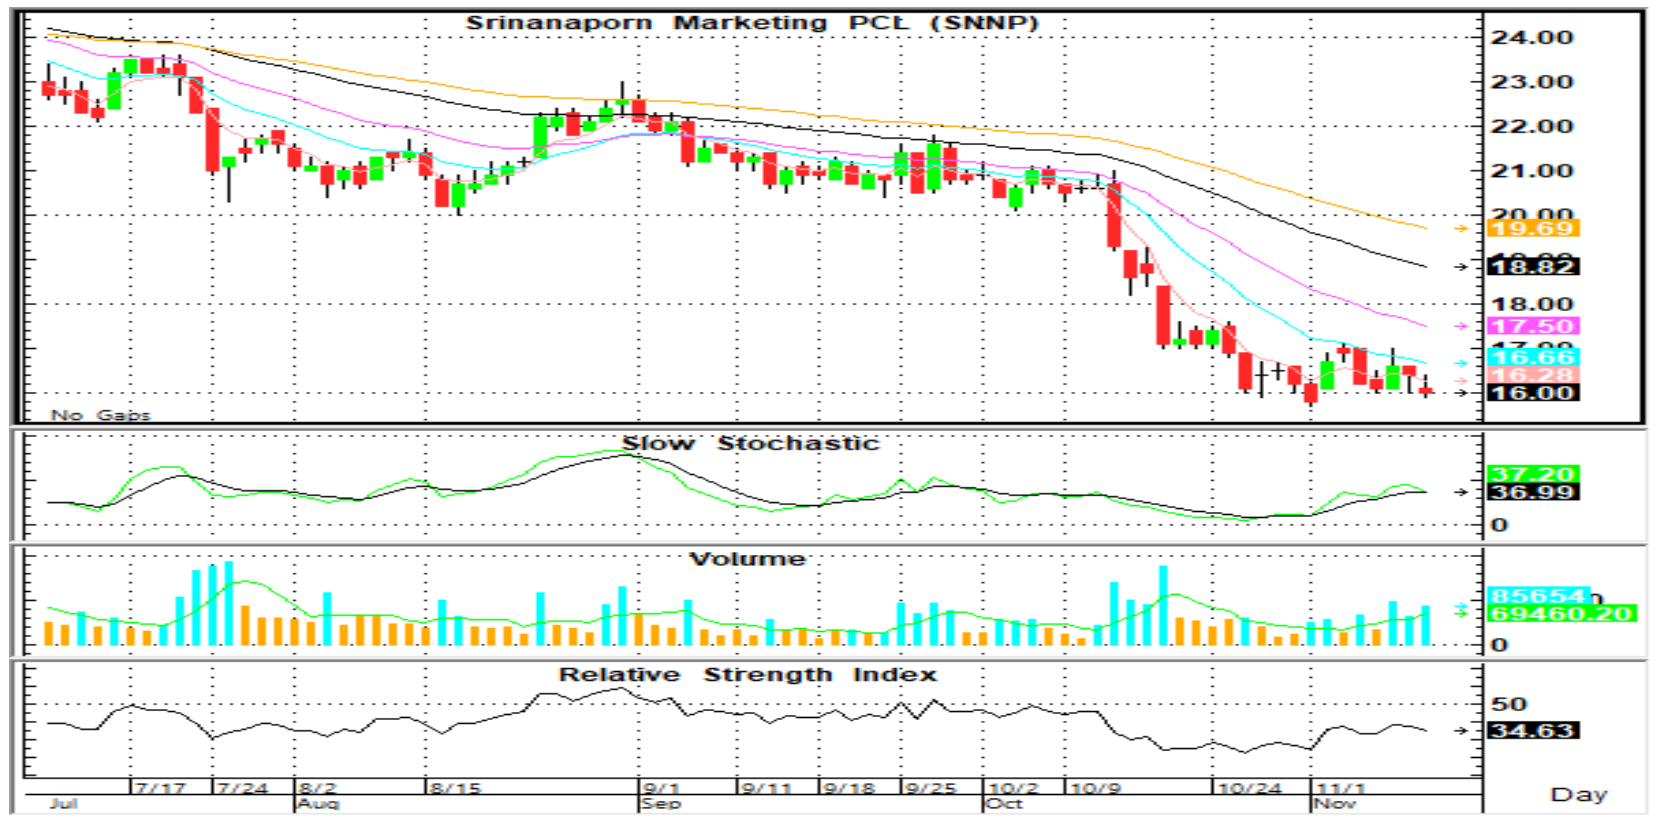 Srinanaporn Marketing PCL (SNNP)
24.00
23.00
22.00
21.00
20.00
19.69
18.82
18.00
17.50
16.66
16.28
16.00
No Gaps
Slow Stochastic
37.20
36.99
0
Volume
85654
69460.20
0
Relative Strength Index
50
34.63
7/17 7/24 8/2 8/15 9/1 9/11 9/18 9/25 10/2 10/9 10/24 11/1
Jul Aug Sep Oct Nov
Day